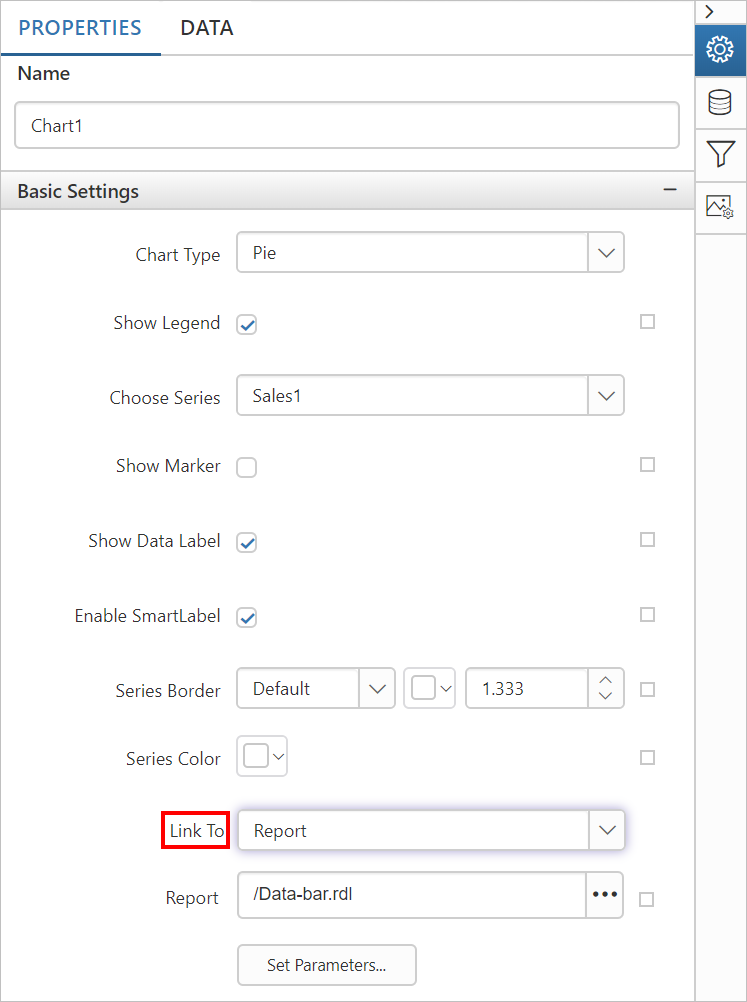 PROPERTIES DATA
Name
Chart1
Basic Settings
Chart Type Pie
Show Legend
Choose Series Sales1
Show Marker
Show Data Label
Enable SmartLabel
Series Border Default 1.333
Series Color
Link To Report
Report /Data-bar.rdl
Set Parameters...